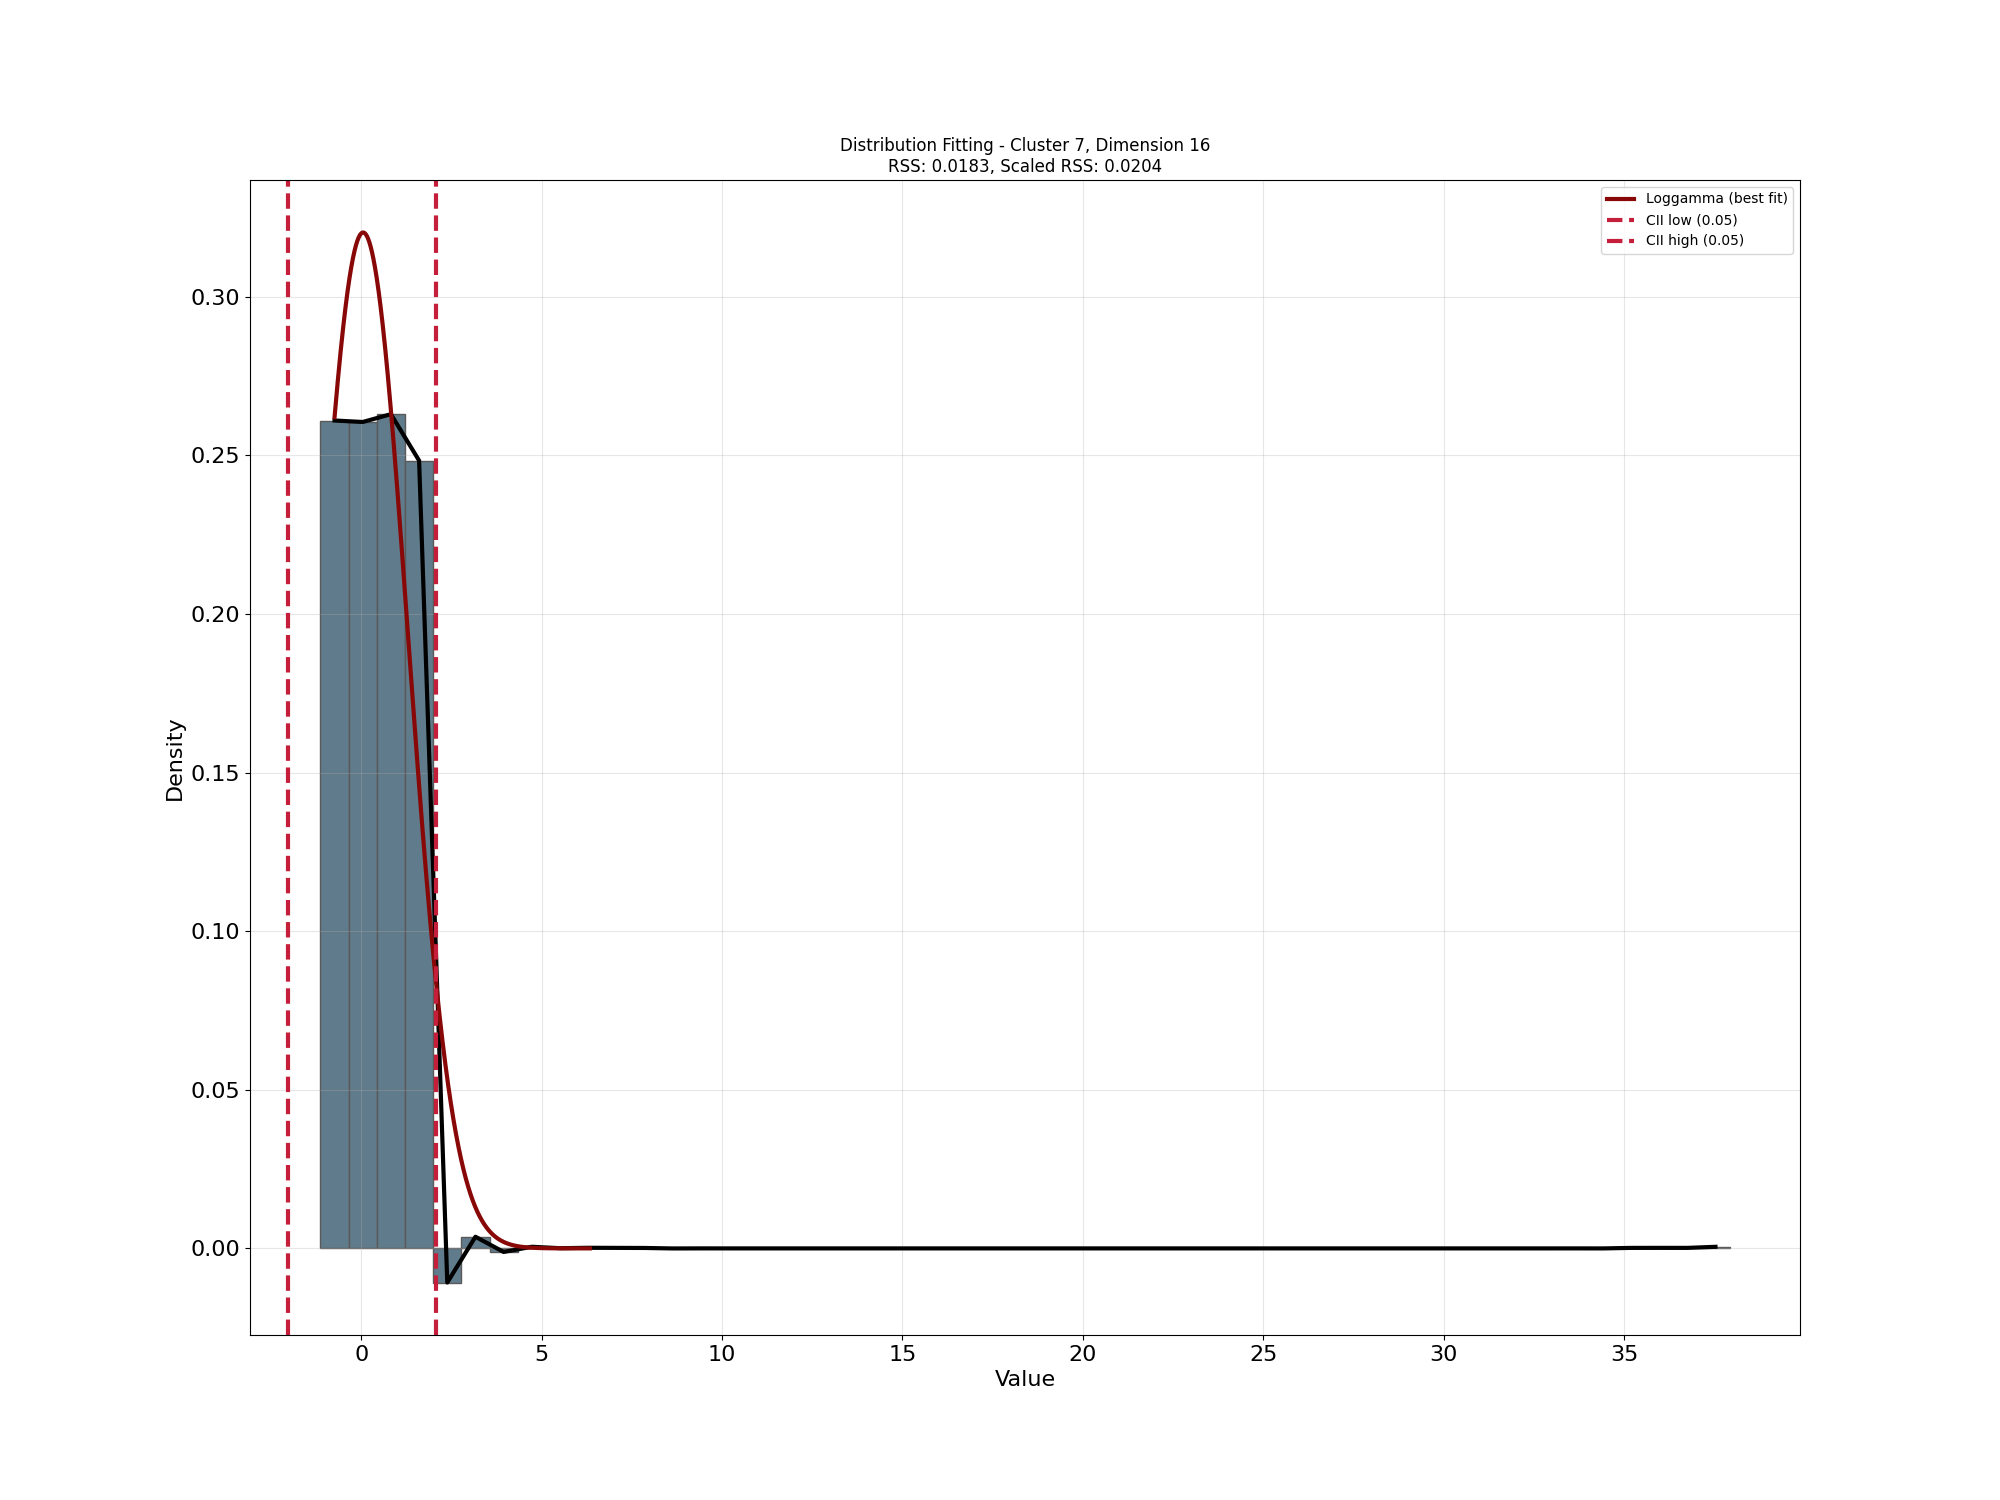 Distribution Fitting - Cluster 7, Dimension 16
RSS: 0.0183, Scaled RSS: 0.0204
Loggamma (best fit)
CII low (0.05)
CII high (0.05)
Density
0.30
0.25
0.20
0.15
0.10
0.05
0.00
0 5 10 15 20 25 30 35
Value